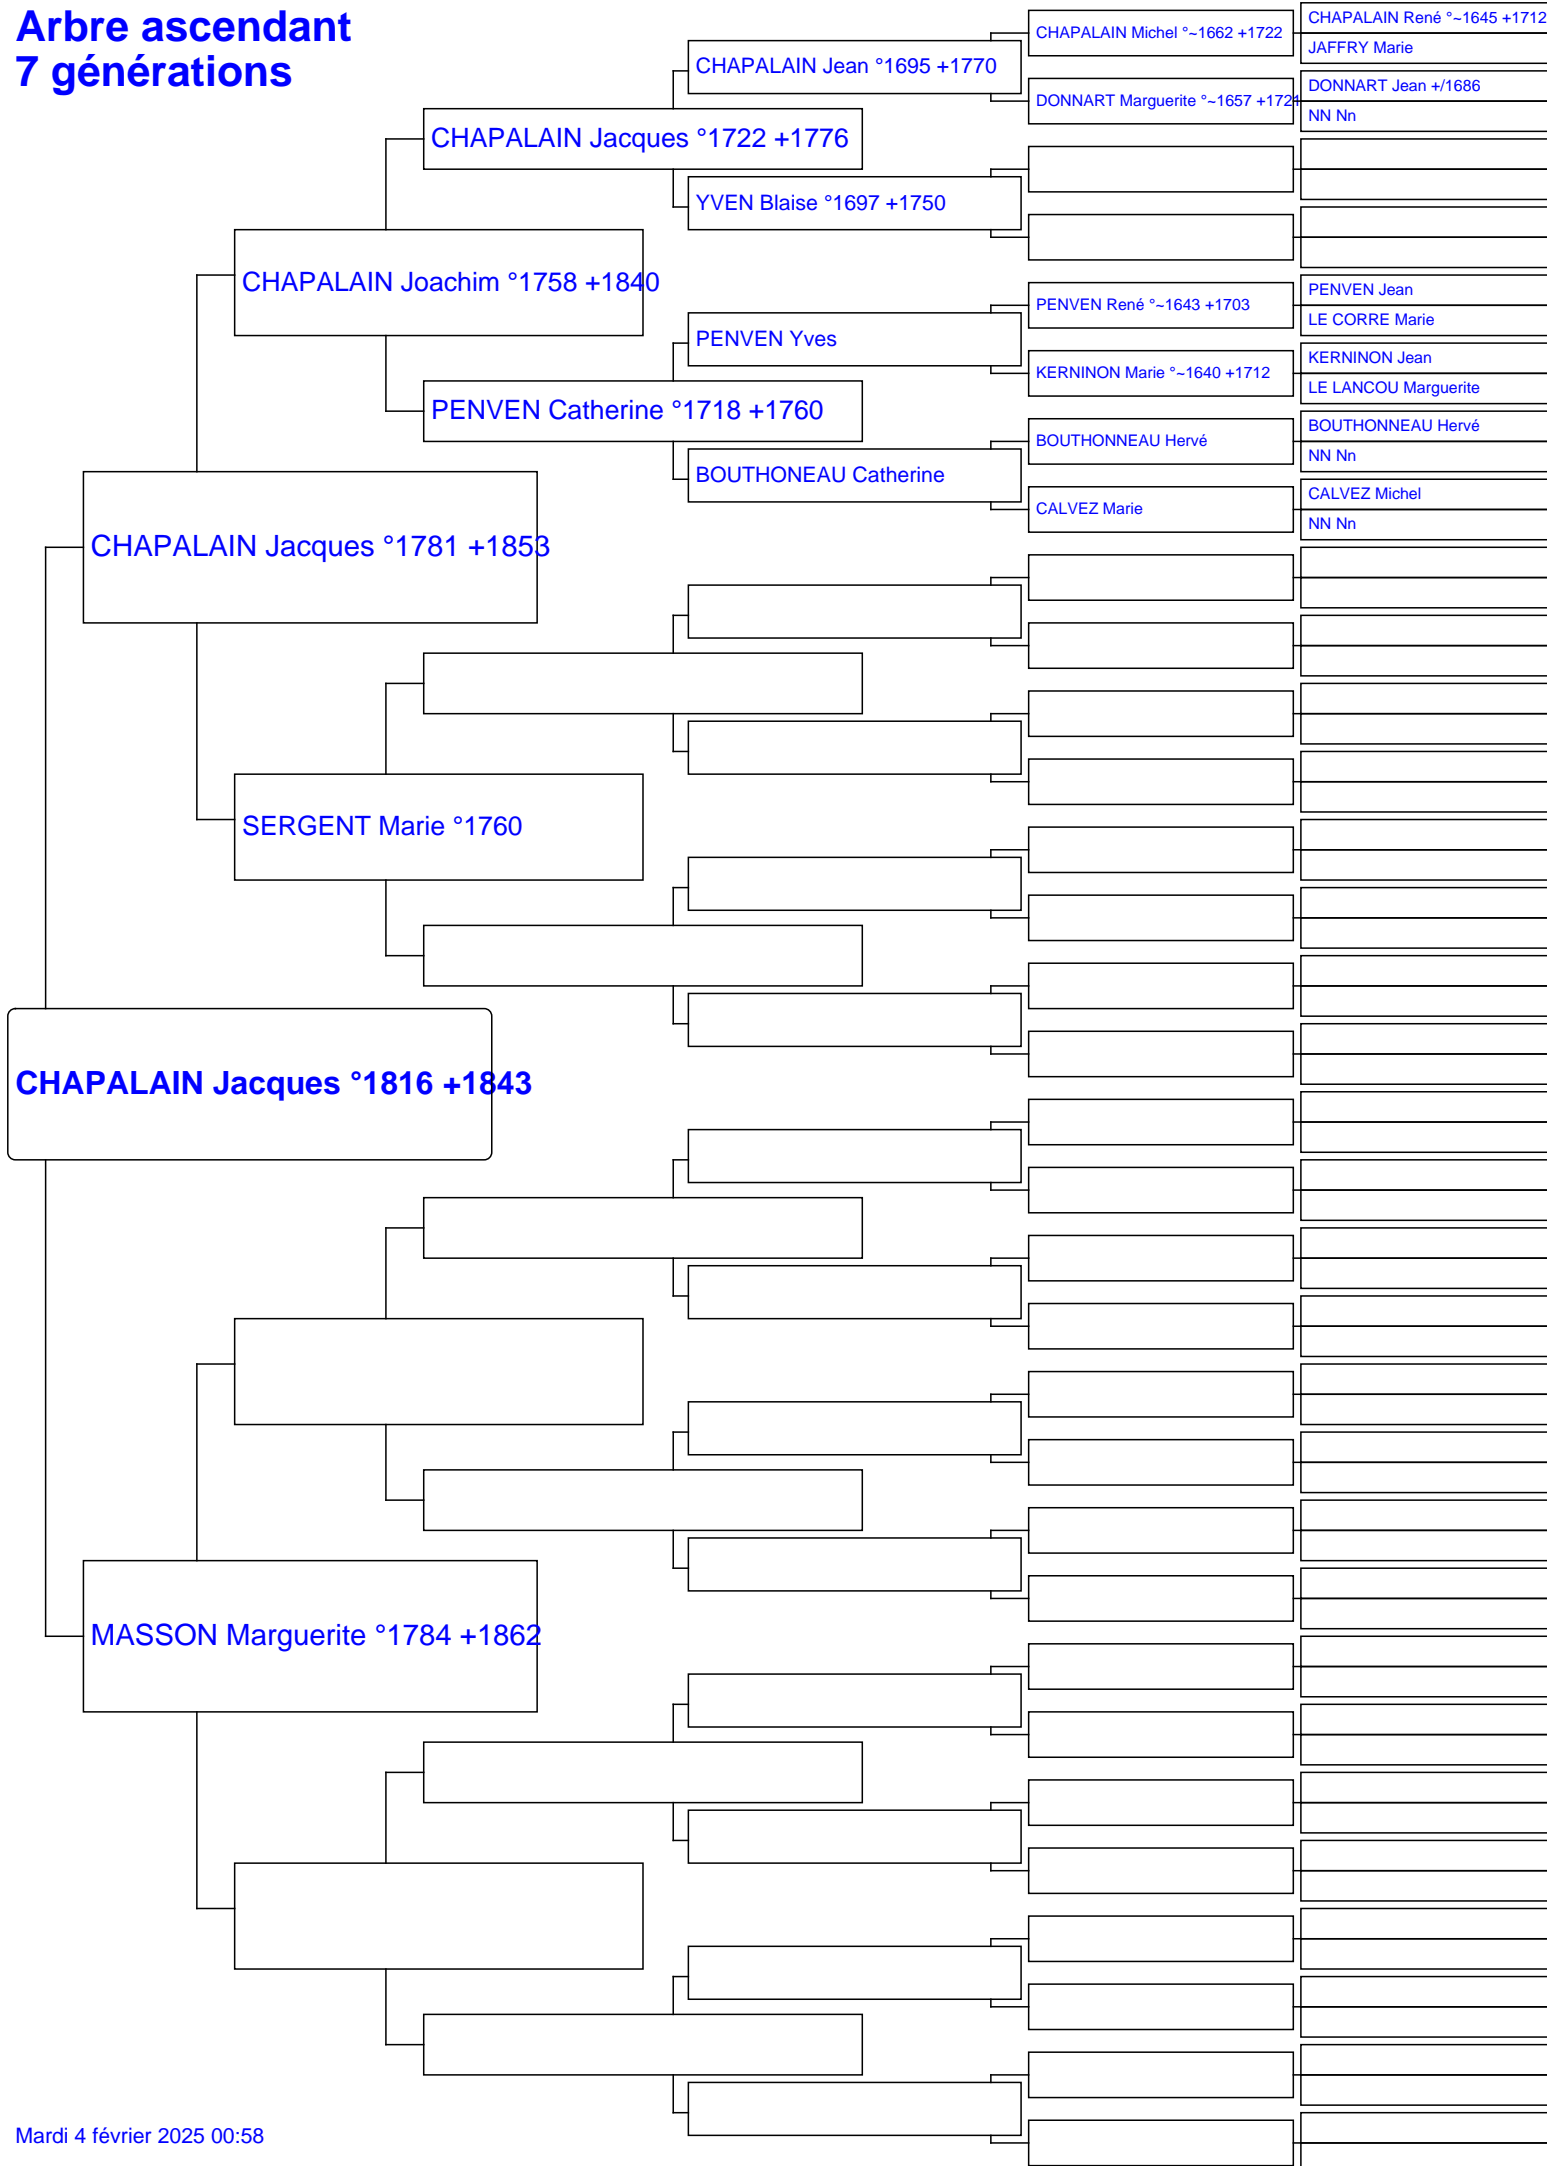 Arbre ascendant
7 générations
CHAPALAIN Jacques °1816 +1843
CHAPALAIN Jacques °1781 +1853
MASSON Marguerite °1784 +1862
CHAPALAIN Joachim °1758 +1840
SERGENT Marie °1760
CHAPALAIN Jacques °1722 +1776
PENVEN Catherine °1718 +1760
CHAPALAIN Jean °1695 +1770
YVEN Blaise °1697 +1750
PENVEN Yves
BOUTHONEAU Catherine
CHAPALAIN Michel °~1662 +1722
DONNART Marguerite °~1657 +1721
PENVEN René °~1643 +1703
KERNINON Marie °~1640 +1712
BOUTHONNEAU Hervé
CALVEZ Marie
CHAPALAIN René °~1645 +1712
JAFFRY Marie
DONNART Jean +/1686
NN Nn
PENVEN Jean
LE CORRE Marie
KERNINON Jean
LE LANCOU Marguerite
BOUTHONNEAU Hervé
NN Nn
CALVEZ Michel
NN Nn
Mardi 4 février 2025 00:58